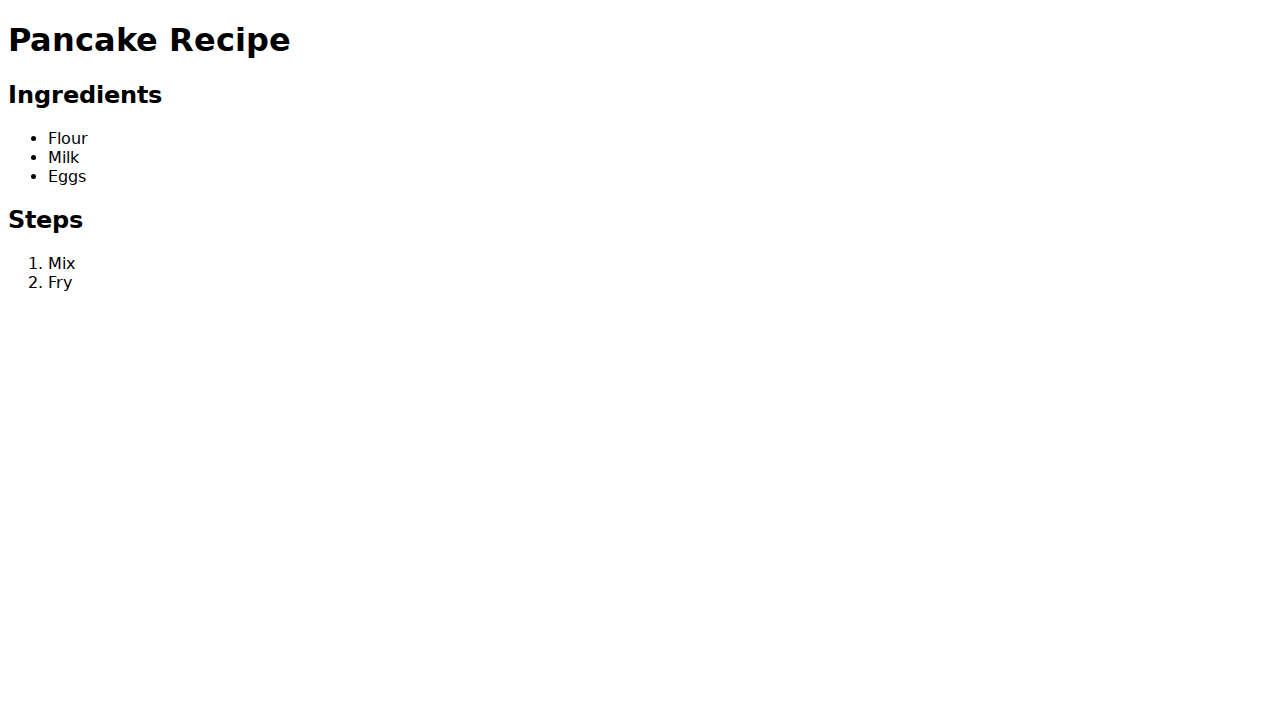 Pancake Recipe
Ingredients
• Flour
• Milk
• Eggs
Steps
1. Mix
2. Fry